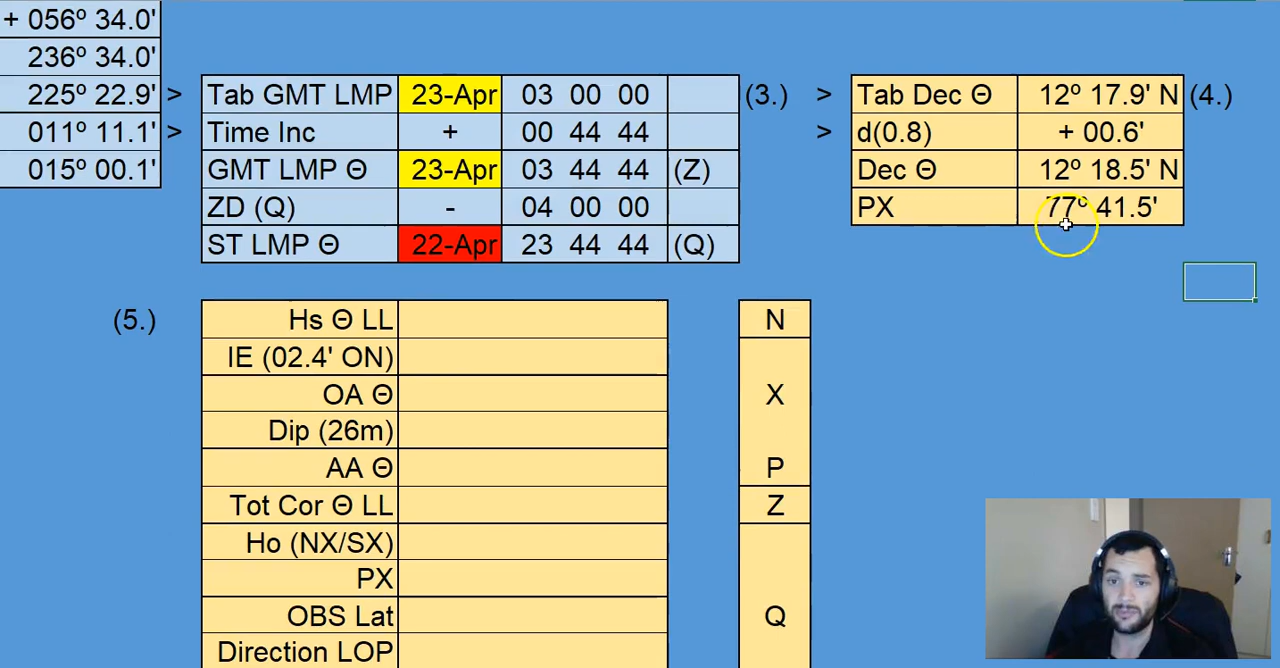 + 056º 34.0'
236º 34.0'
225º 22.9' >
011º 11.1' >
015º 00.1'
Tab GMT LMP 23-Apr 03 00 00 (3.)
Time Inc + 00 44 44
GMT LMP Θ 23-Apr 03 44 44 (Z)
ZD (Q) - 04 00 00
ST LMP Θ 22-Apr 23 44 44 (Q)
> Tab Dec Θ 12º 17.9' N (4.)
> d(0.8) + 00.6'
Dec Θ 12º 18.5' N
PX 77º 41.5'
(5.) Hs Θ LL
IE (02.4' ON)
OA Θ
Dip (26m)
AA Θ
Tot Cor Θ LL
Ho (NX/SX)
PX
OBS Lat
Direction LOP
N
X
P
Z
Q